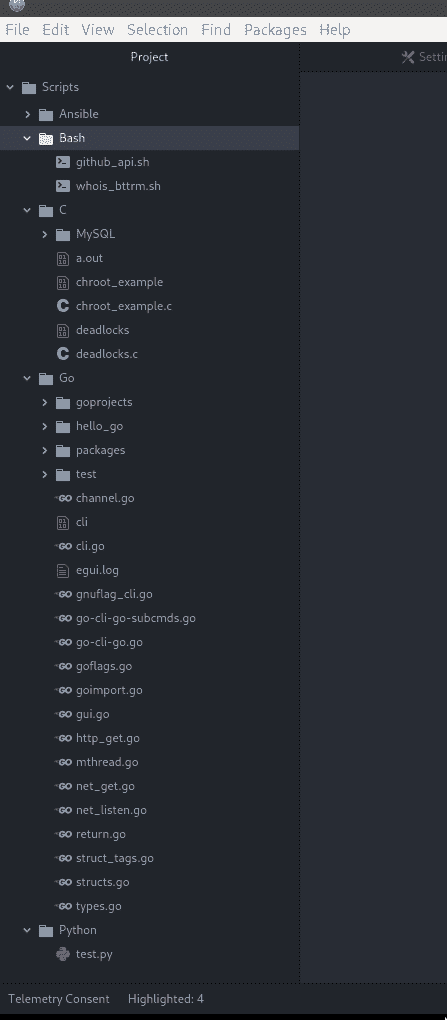 File Edit View Selection Find Packages Help
Project
Scripts
Ansible
Bash
github_api.sh
whois_bttrm.sh
C
MySQL
a.out
chroot_example
chroot_example.c
deadlocks
deadlocks.c
Go
goprojects
hello_go
packages
test
channel.go
cli
cli.go
egui.log
gnuflag_cli.go
go-cli-go-subcmds.go
go-cli-go.go
goflags.go
goimport.go
gui.go
http_get.go
mthread.go
net_get.go
net_listen.go
return.go
struct_tags.go
structs.go
types.go
Python
test.py
Telemetry Consent Highlighted: 4